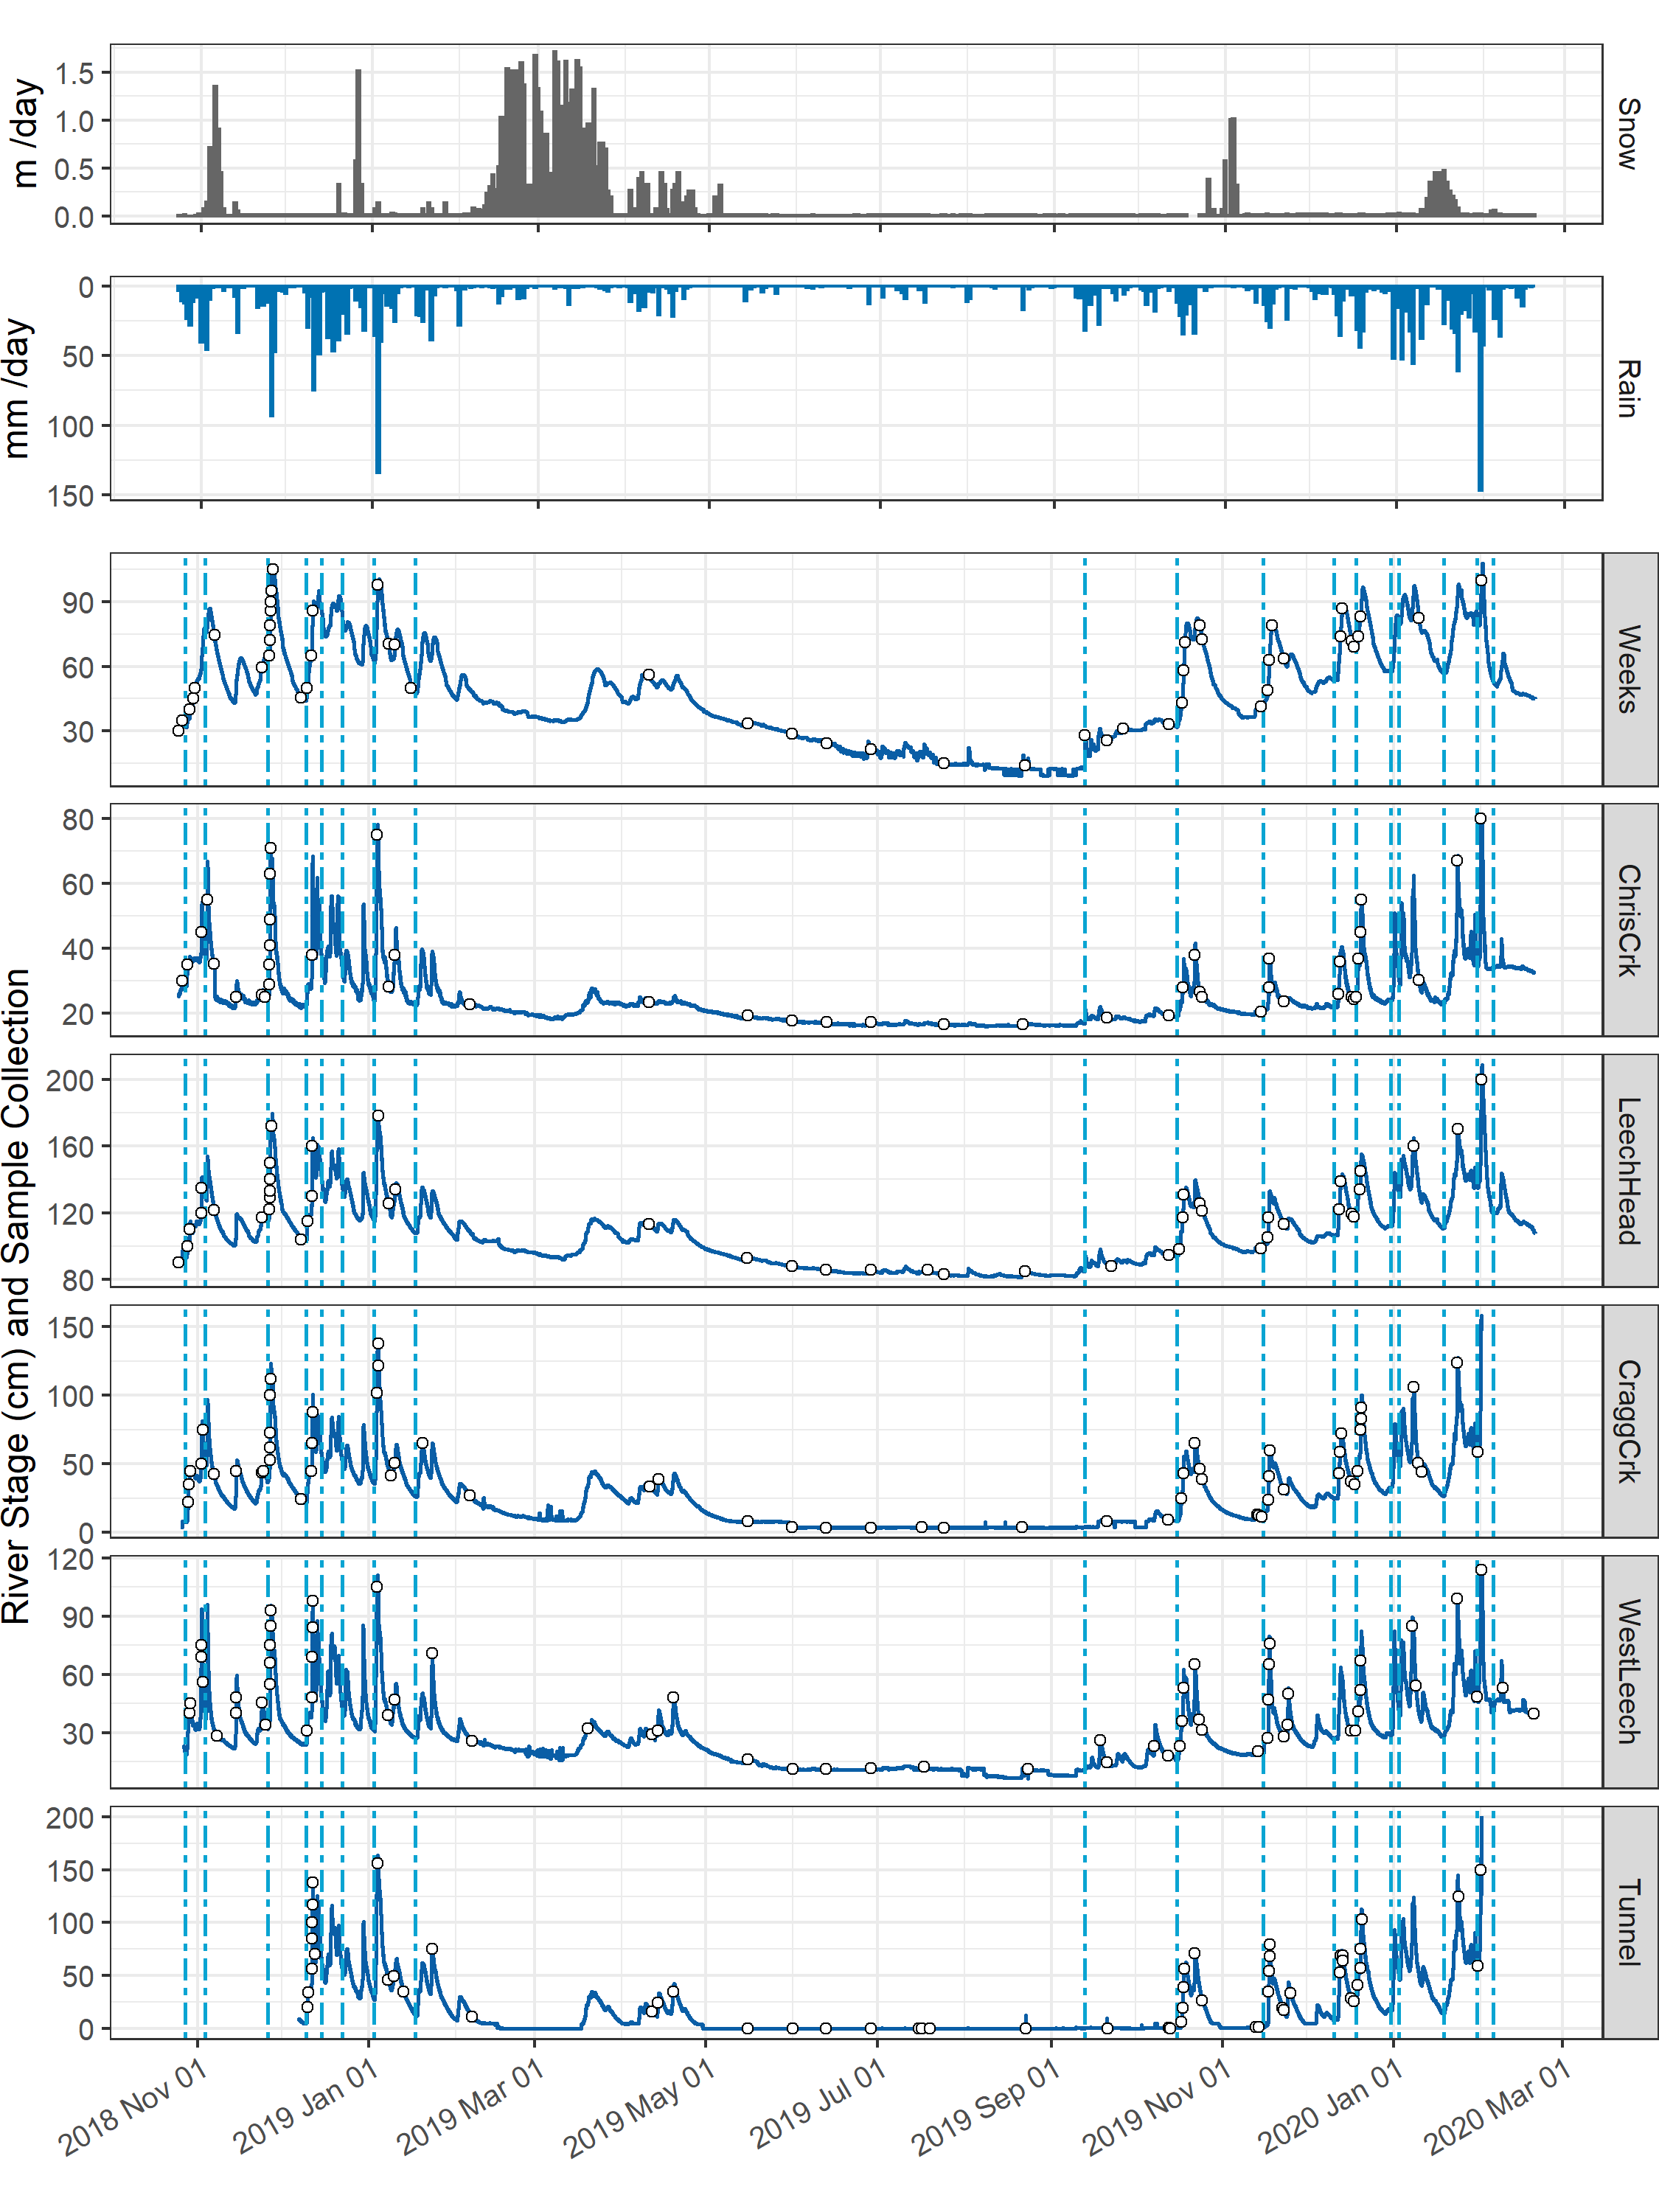 m /day
1.5
1.0
0.5
0.0
Snow
mm /day
0
50
100
150
Rain
River Stage (cm) and Sample Collection
90
60
30
Weeks
80
60
40
20
ChrisCrk
200
160
120
80
LeechHead
150
100
50
0
CraggCrk
120
90
60
30
WestLeech
200
150
100
50
0
Tunnel
2018 Nov 01
2019 Jan 01
2019 Mar 01
2019 May 01
2019 Jul 01
2019 Sep 01
2019 Nov 01
2020 Jan 01
2020 Mar 01